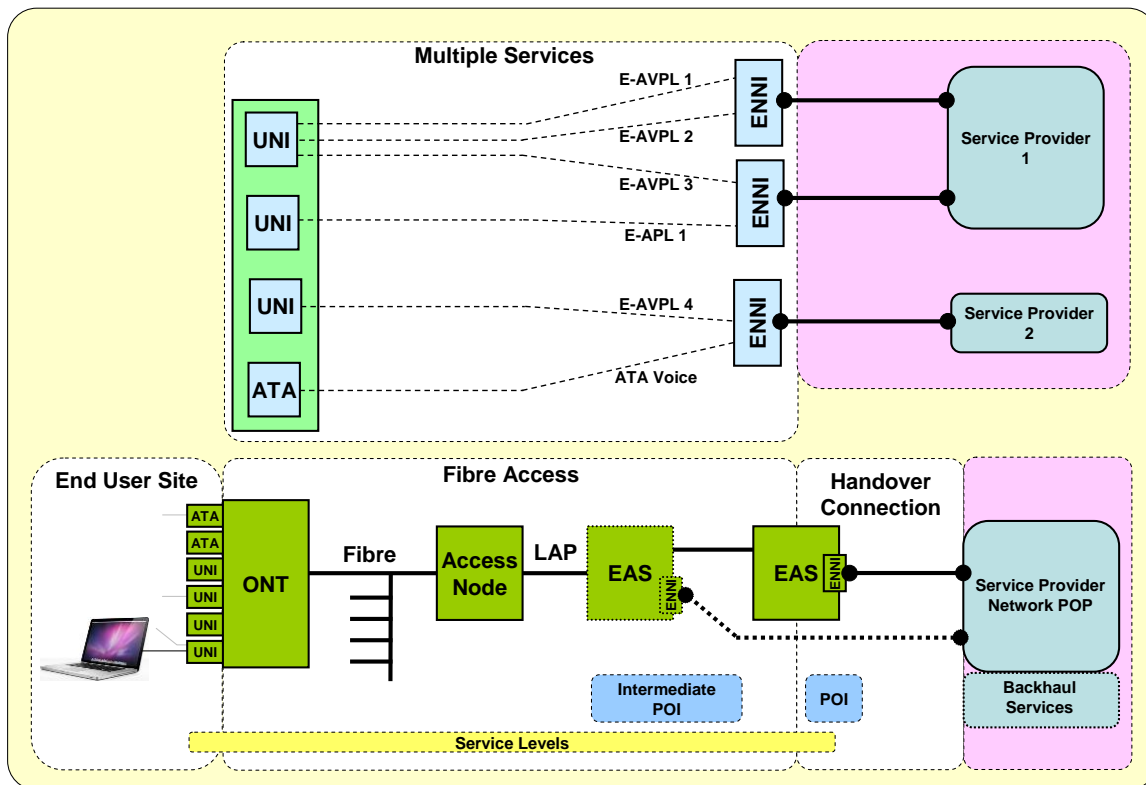 Multiple Services
E-AVPL 1
E-AVPL 2
E-AVPL 3
E-APL 1
E-AVPL 4
ATA Voice
UNI
UNI
UNI
ATA
ENNI
ENNI
ENNI
Service Provider
1
Service Provider
2
End User Site
Fibre Access
Handover
Connection
ATA
ATA
UNI
UNI
UNI
UNI
ONT
Fibre
Access
Node
LAP
EAS
ENNI
EAS
ENNI
Service Provider
Network POP
Intermediate
POI
POI
Backhaul
Services
Service Levels